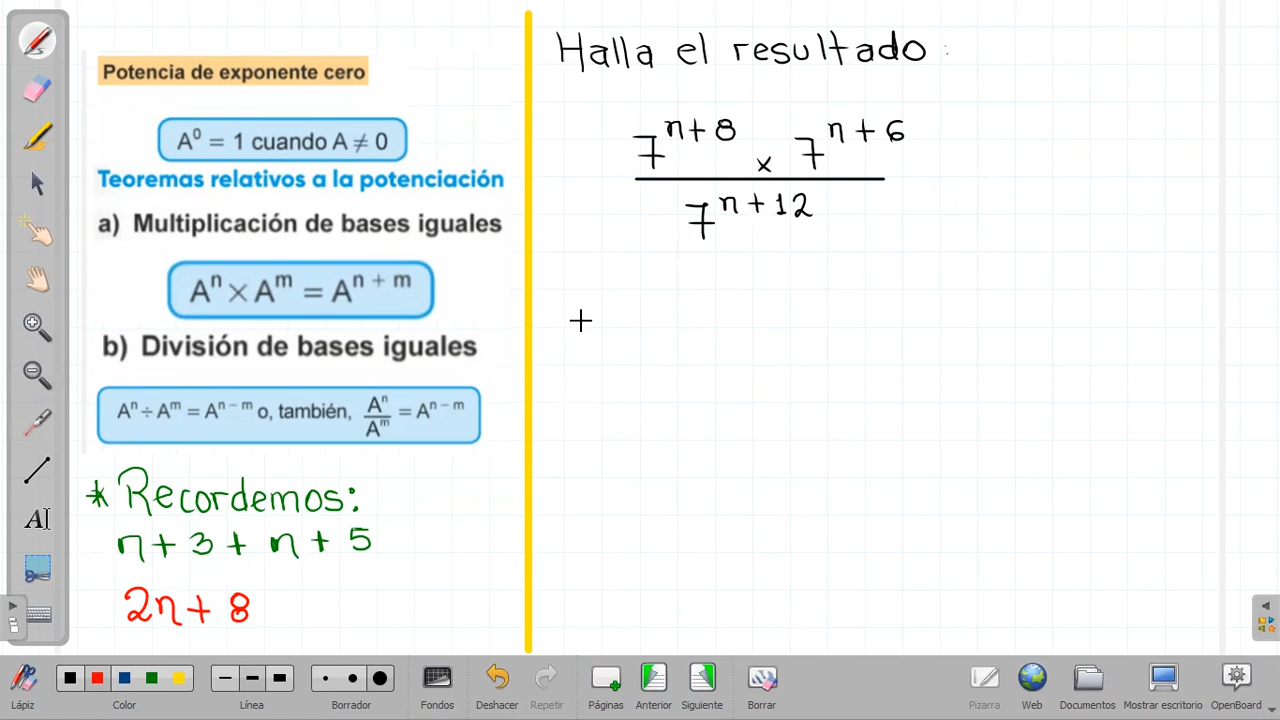 Potencia de exponente cero
A⁰ = 1 cuando A ≠ 0
Teoremas relativos a la potenciación
a) Multiplicación de bases iguales
Aⁿ × Aᵐ = Aⁿ ⁺ ᵐ
b) División de bases iguales
Aⁿ ÷ Aᵐ = Aⁿ ⁻ ᵐ o, también, Aⁿ/Aᵐ = Aⁿ ⁻ ᵐ
* Recordemos:
n + 3 + n + 5
2n + 8
Halla el resultado :
7^(n+8) × 7^(n+6)
7^(n+12)
Lápiz
Color
Línea
Borrador
Fondos
Deshacer
Repetir
Páginas
Anterior
Siguiente
Borrar
Pizarra
Web
Documentos
Mostrar escritorio
OpenBoard